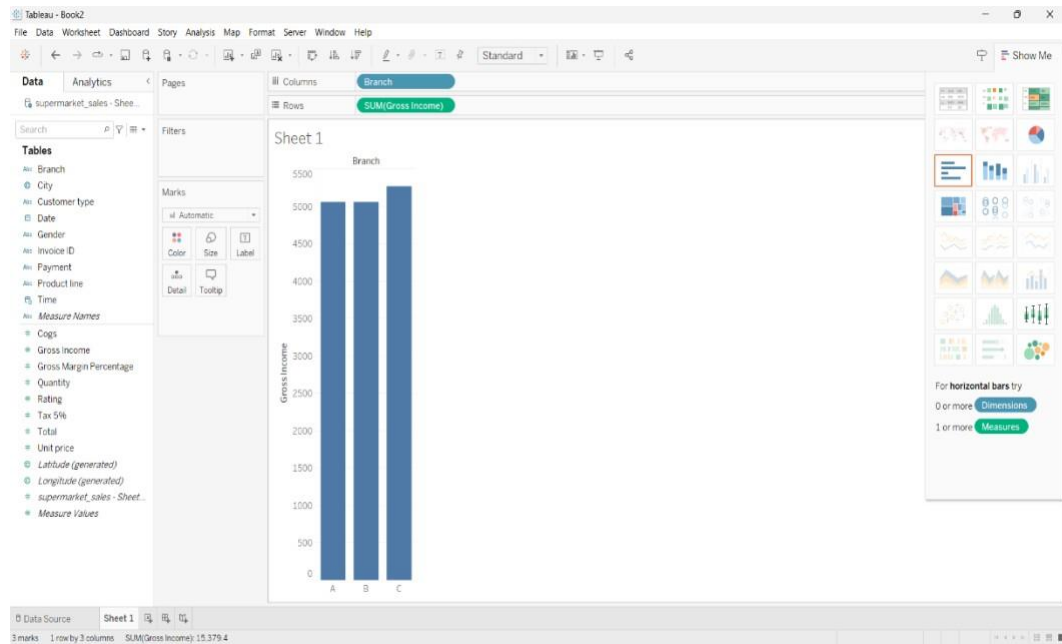 Tableau - Book2
File Data Worksheet Dashboard Story Analysis Map Format Server Window Help
Standard
Show Me
Data Analytics
supermarket_sales - Shee...
Search
Tables
Branch
City
Customer type
Date
Gender
Invoice ID
Payment
Product line
Time
Measure Names
Cogs
Gross Income
Gross Margin Percentage
Quantity
Rating
Tax 5%
Total
Unit price
Latitude (generated)
Longitude (generated)
supermarket_sales - Sheet...
Measure Values
Pages
Filters
Marks
Automatic
Color Size Label
Detail Tooltip
Columns Branch
Rows SUM(Gross Income)
Sheet 1
Branch
5500
5000
4500
4000
3500
3000
2500
2000
1500
1000
500
0
Gross Income
A B C
For horizontal bars try
0 or more Dimensions
1 or more Measures
Data Source Sheet 1
3 marks 1 row by 3 columns SUM(Gross Income): 15.379.4